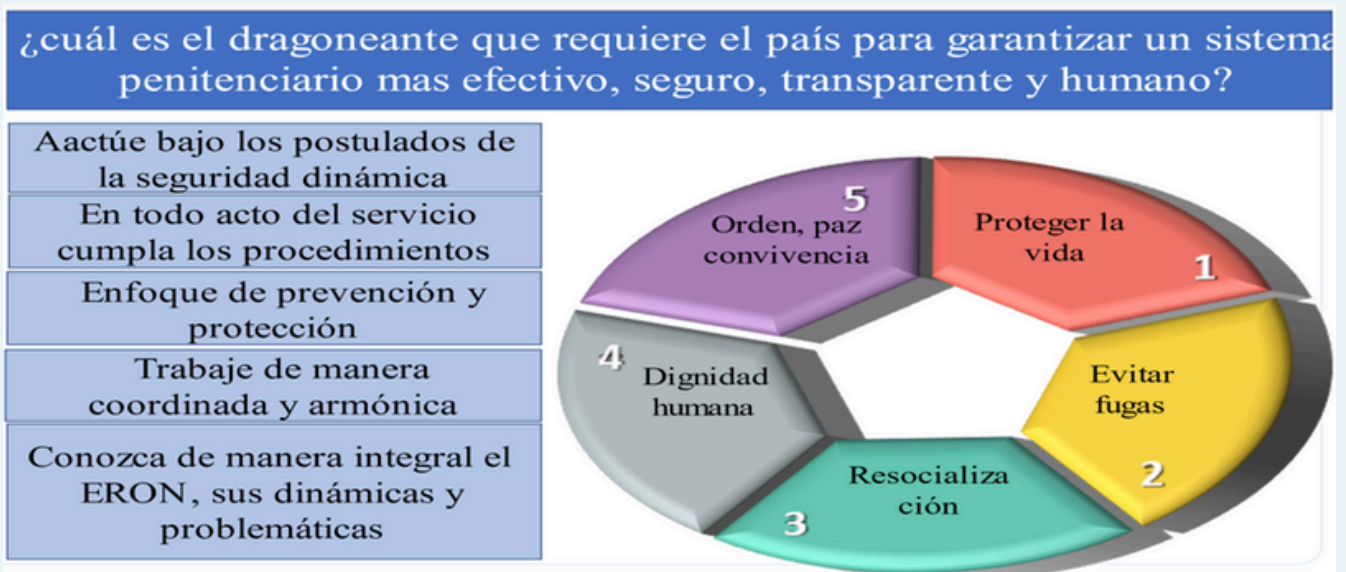 ¿cuál es el dragoneante que requiere el país para garantizar un sistema
penitenciario mas efectivo, seguro, transparente y humano?
Aactúe bajo los postulados de
la seguridad dinámica
En todo acto del servicio
cumpla los procedimientos
Enfoque de prevención y
protección
Trabaje de manera
coordinada y armónica
Conozca de manera integral el
ERON, sus dinámicas y
problemáticas
Proteger la
vida
1
Evitar
fugas
2
Resocializa
ción
3
4
Dignidad
humana
5
Orden, paz
convivencia